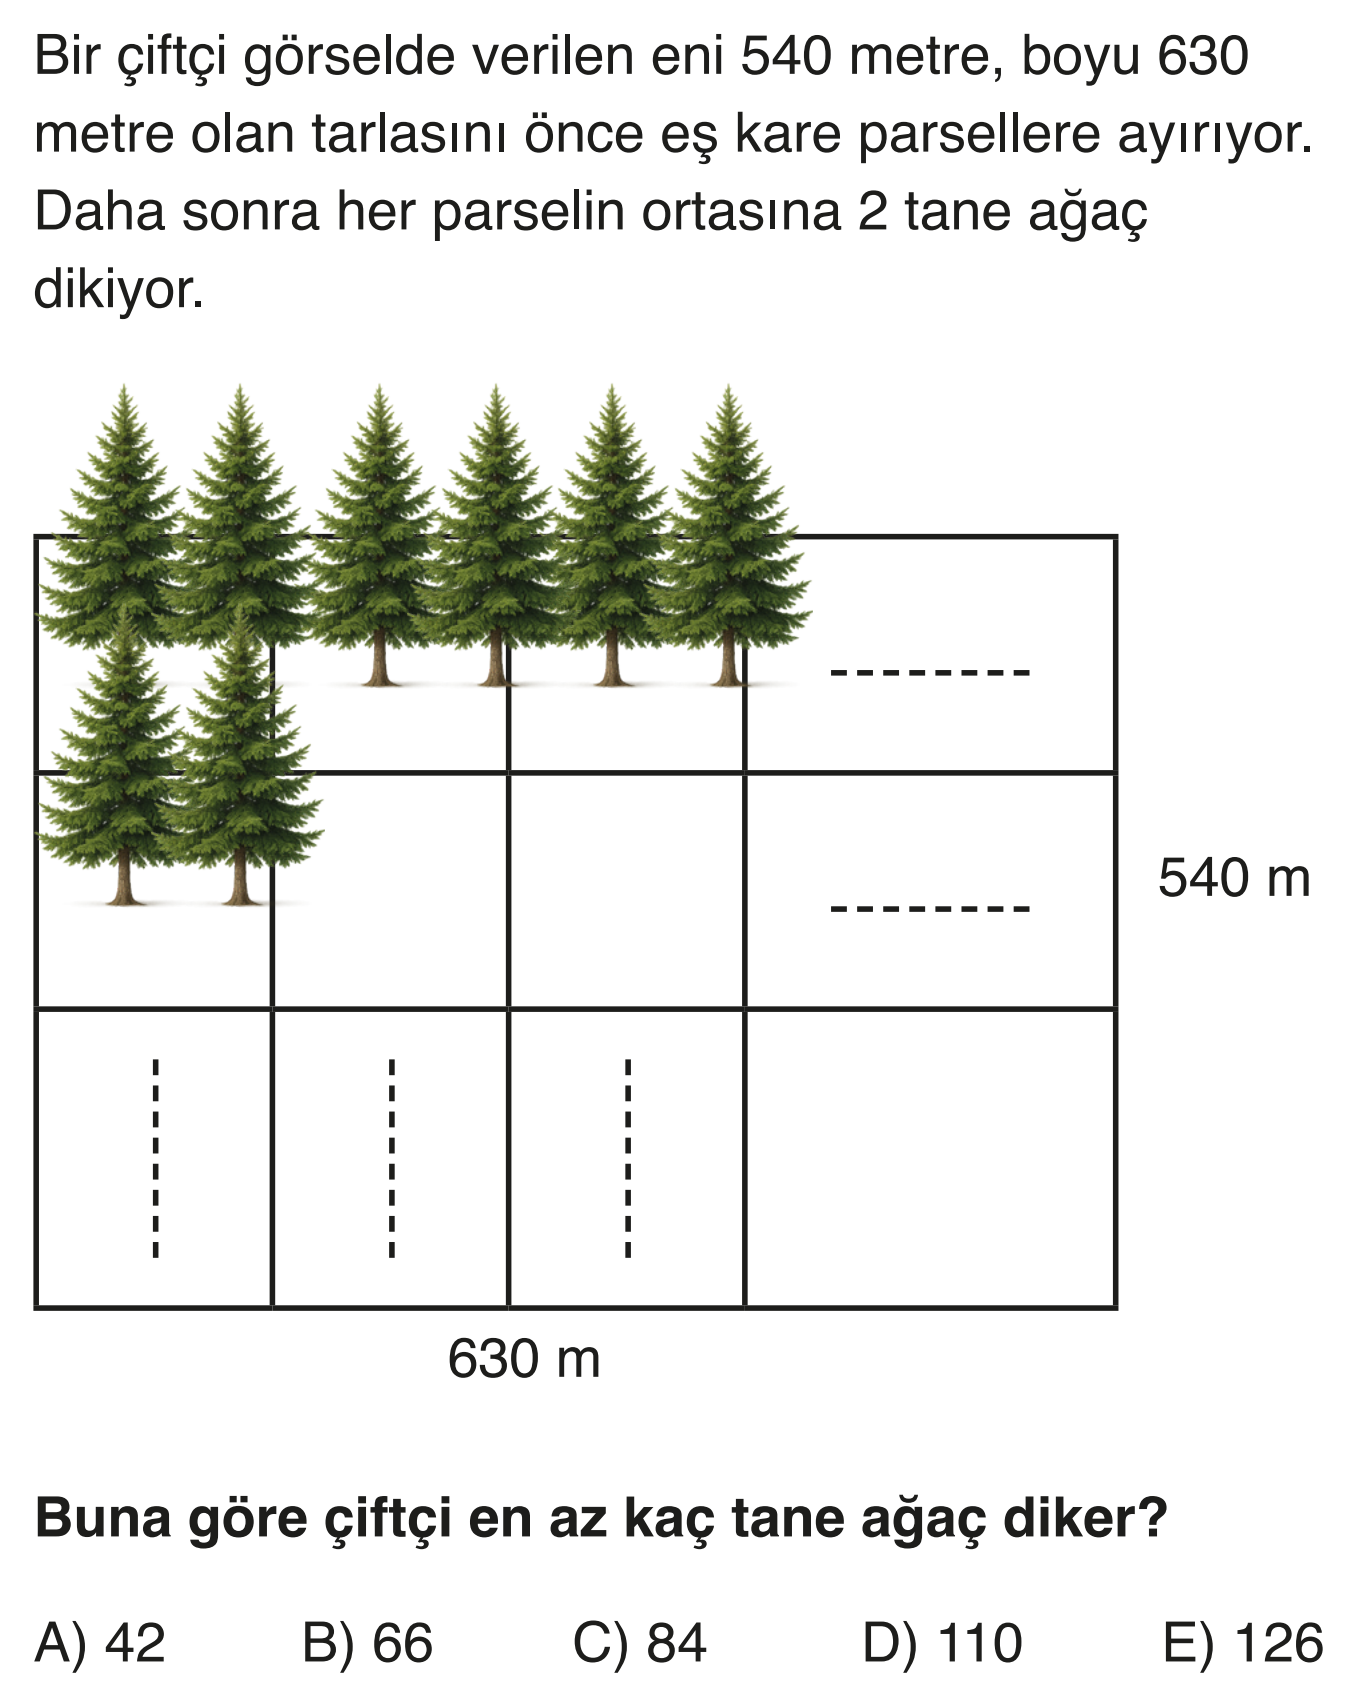 Bir çiftçi görselde verilen eni 540 metre, boyu 630
metre olan tarlasını önce eş kare parsellere ayırıyor.
Daha sonra her parselin ortasına 2 tane ağaç
dikiyor.
540 m
630 m
Buna göre çiftçi en az kaç tane ağaç diker?
A) 42 B) 66 C) 84 D) 110 E) 126